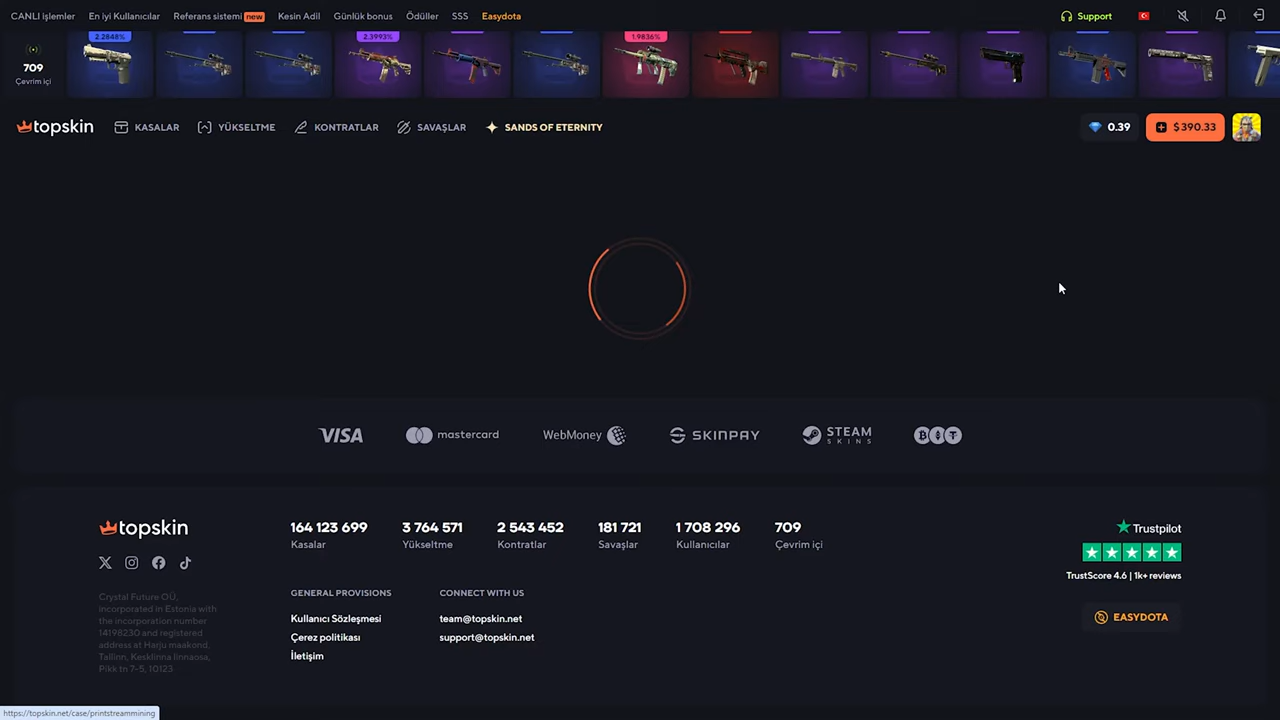 CANLI işlemler En iyi Kullanıcılar Referans sistemi new Kesin Adil Günlük bonus Ödüller SSS Easydota Support
2.2848% 2.3993% 1.9836%
709
Çevrim içi
topskin KASALAR YÜKSELTME KONTRATLAR SAVAŞLAR SANDS OF ETERNITY 0.39 $ 390.33
VISA mastercard WebMoney SKINPAY STEAM SKINS
topskin
164 123 699 3 764 571 2 543 452 181 721 1 708 296 709
Kasalar Yükseltme Kontratlar Savaşlar Kullanıcılar Çevrim içi
Trustpilot
TrustScore 4.6 | 1k+ reviews
Crystal Future OÜ,
incorporated in Estonia with
the incorporation number
14198230 and registered
address at Harju maakond,
Tallinn, Kesklinna linnaosa,
Pikk tn 7-5, 10123
GENERAL PROVISIONS CONNECT WITH US
Kullanıcı Sözleşmesi team@topskin.net
Çerez politikası support@topskin.net
İletişim
EASYDOTA
https://topskin.net/case/printstreammining